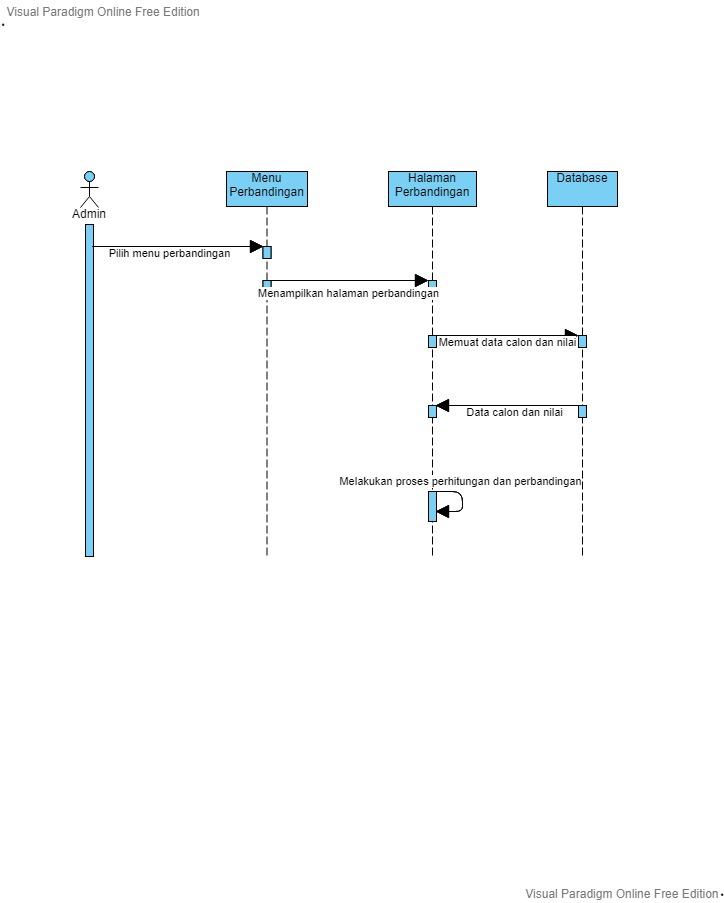 Visual Paradigm Online Free Edition
Admin
Menu
Perbandingan
Halaman
Perbandingan
Database
Pilih menu perbandingan
Menampilkan halaman perbandingan
Memuat data calon dan nilai
Data calon dan nilai
Melakukan proses perhitungan dan perbandingan
Visual Paradigm Online Free Edition